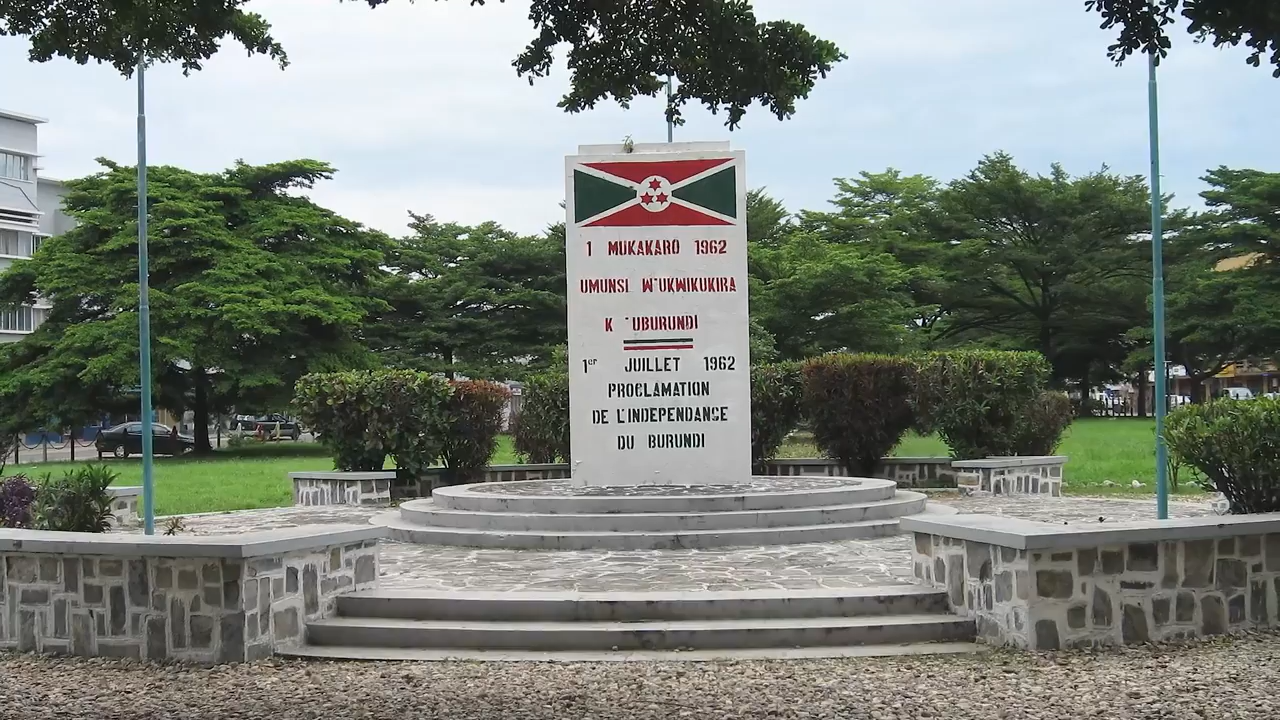 1 MUKAKARO 1962
UMUNSI W'UKWIKUKIRA
K'UBURUNDI
1er JUILLET 1962
PROCLAMATION
DE L'INDEPENDANSE
DU BURUNDI